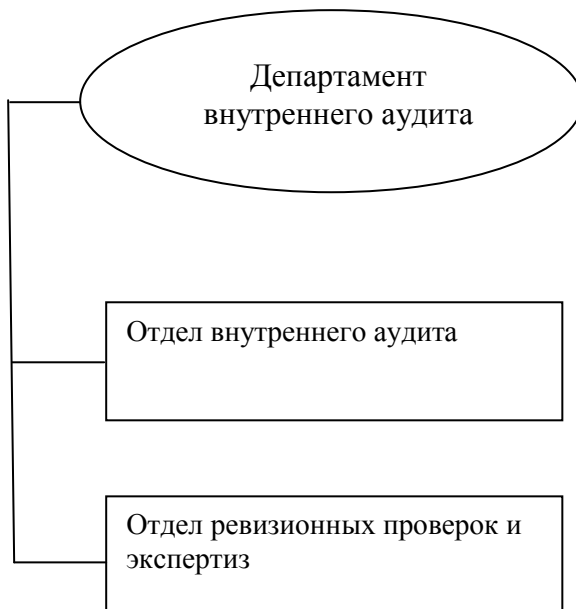 Департамент
внутреннего аудита
Отдел внутреннего аудита
Отдел ревизионных проверок и
экспертиз